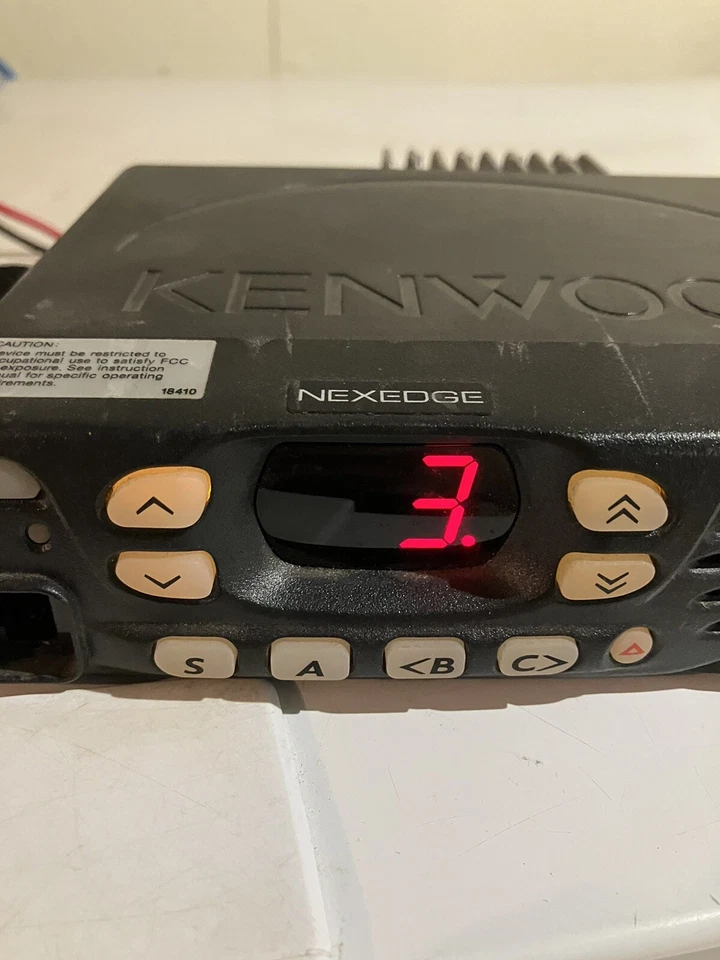 KENWOO
CAUTION:
evice must be restricted to
cupational use to satisfy FCC
exposure. See instruction
ual for specific operating
irements.
18410
NEXEDGE
3.
S A <B C>